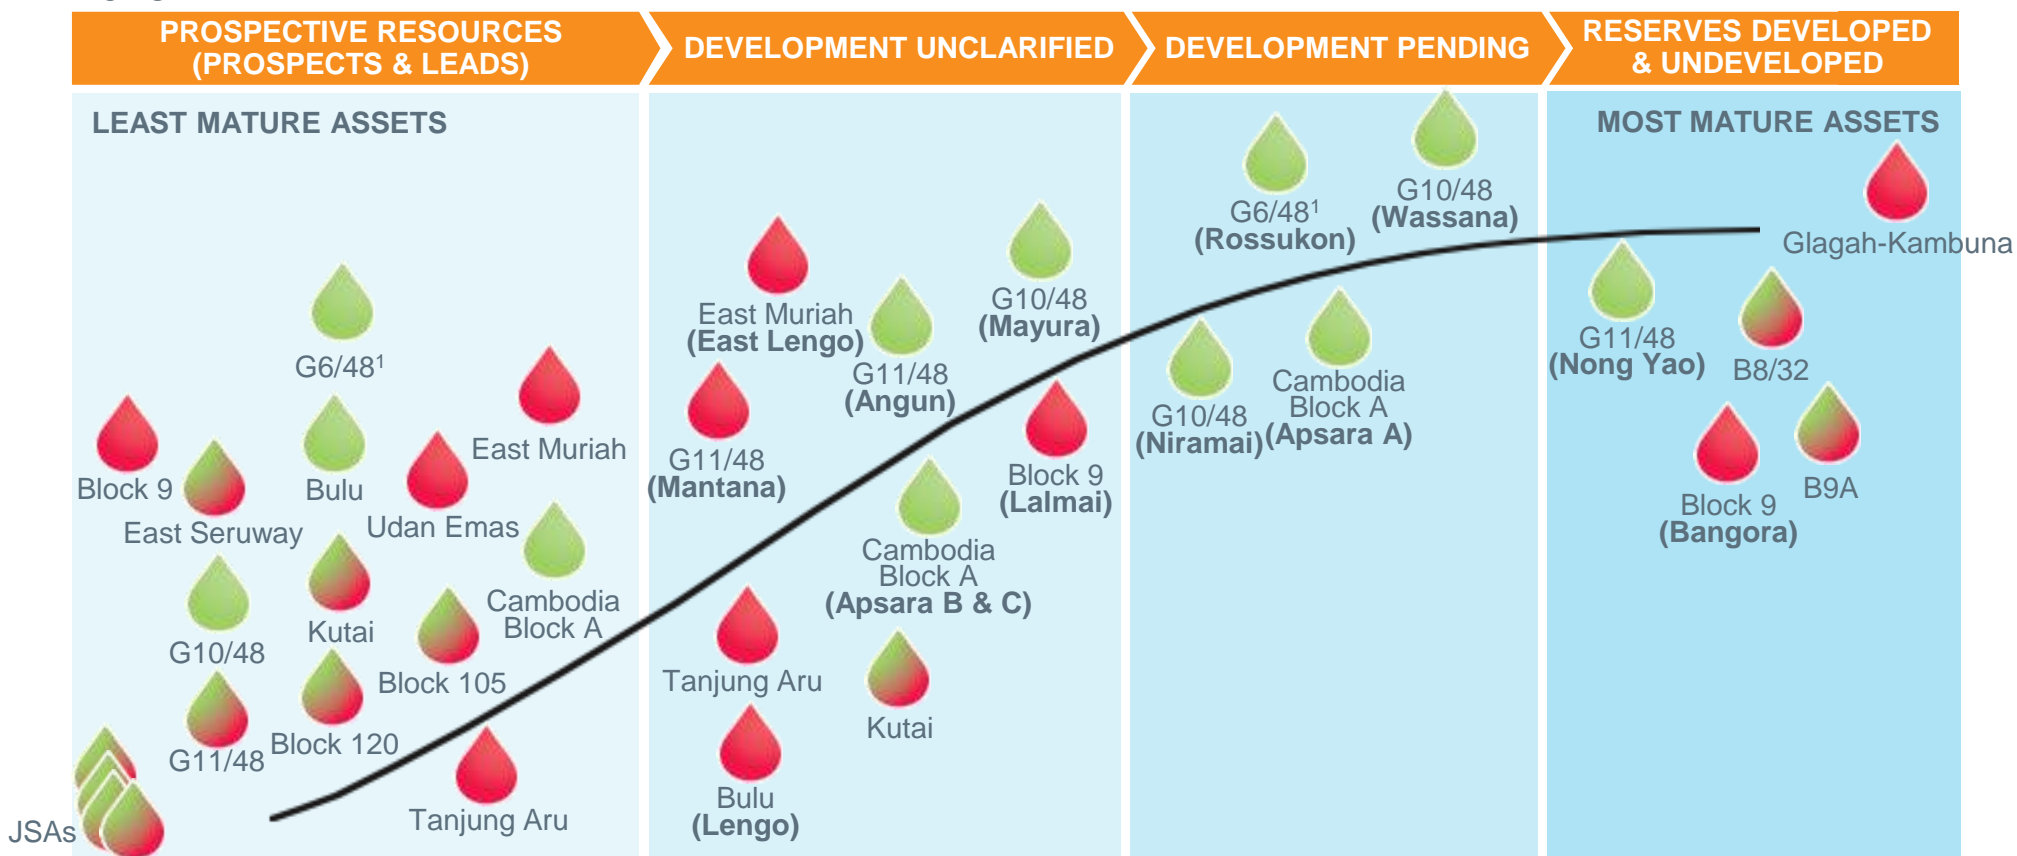 PROSPECTIVE RESOURCES
(PROSPECTS & LEADS)
DEVELOPMENT UNCLARIFIED
DEVELOPMENT PENDING
RESERVES DEVELOPED
& UNDEVELOPED
LEAST MATURE ASSETS
G6/48¹
Block 9
East Seruway
Bulu
Udan Emas
East Muriah
G10/48
Kutai
Cambodia
Block A
Block 105
G11/48
Block 120
Tanjung Aru
JSAs
East Muriah
(East Lengo)
G10/48
(Mayura)
G11/48
(Angun)
G11/48
(Mantana)
Block 9
(Lalmai)
Cambodia
Block A
(Apsara B & C)
Tanjung Aru
Kutai
Bulu
(Lengo)
G6/48¹
(Rossukon)
G10/48
(Wassana)
G10/48
(Niramai)
Cambodia
Block A
(Apsara A)
MOST MATURE ASSETS
Glagah-Kambuna
G11/48
(Nong Yao)
B8/32
B9A
Block 9
(Bangora)